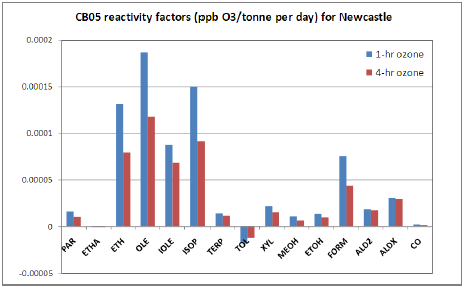 CB05 reactivity factors (ppb O3/tonne per day) for Newcastle
0.0002
0.00015
0.0001
0.00005
0
-0.00005
1-hr ozone
4-hr ozone
PAR
ETHA
ETH
OLE
IOLE
ISOP
TERP
TOL
XYL
MEOH
ETOH
FORM
ALD2
ALDX
CO